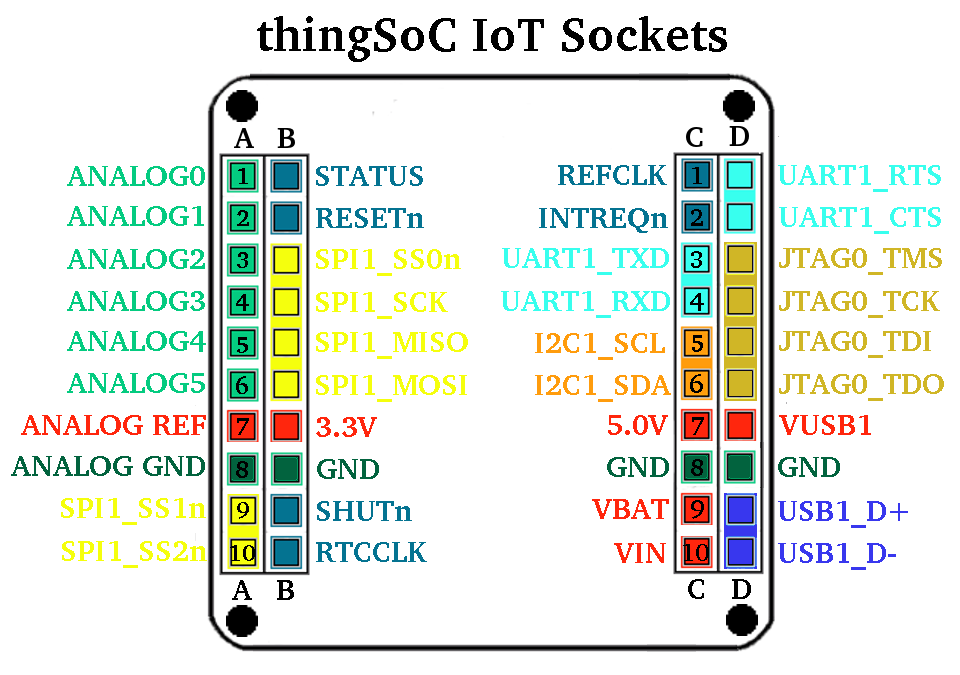 thingSoC IoT Sockets
A B C D
ANALOG0 1 STATUS REFCLK 1 UART1_RTS
ANALOG1 2 RESETn INTREQn 2 UART1_CTS
ANALOG2 3 SPI1_SS0n UART1_TXD 3 JTAG0_TMS
ANALOG3 4 SPI1_SCK UART1_RXD 4 JTAG0_TCK
ANALOG4 5 SPI1_MISO I2C1_SCL 5 JTAG0_TDI
ANALOG5 6 SPI1_MOSI I2C1_SDA 6 JTAG0_TDO
ANALOG REF 7 3.3V 5.0V 7 VUSB1
ANALOG GND 8 GND GND 8 GND
SPI1_SS1n 9 SHUTn VBAT 9 USB1_D+
SPI1_SS2n 10 RTCCLK VIN 10 USB1_D-
A B C D